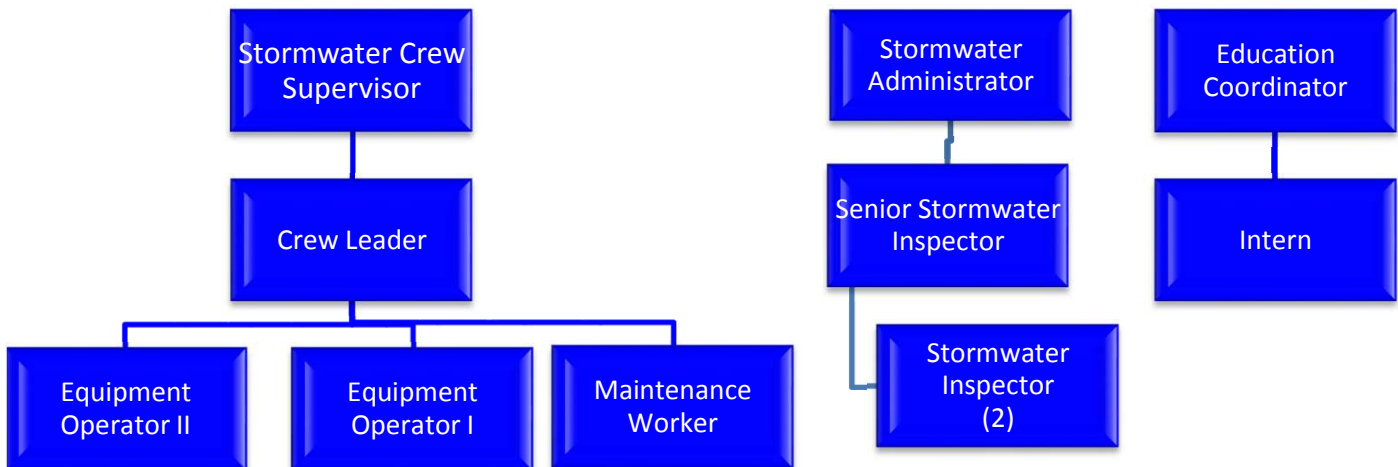 Stormwater Crew
Supervisor
Stormwater
Administrator
Education
Coordinator
Crew Leader
Senior Stormwater
Inspector
Intern
Equipment
Operator II
Equipment
Operator I
Maintenance
Worker
Stormwater
Inspector
(2)